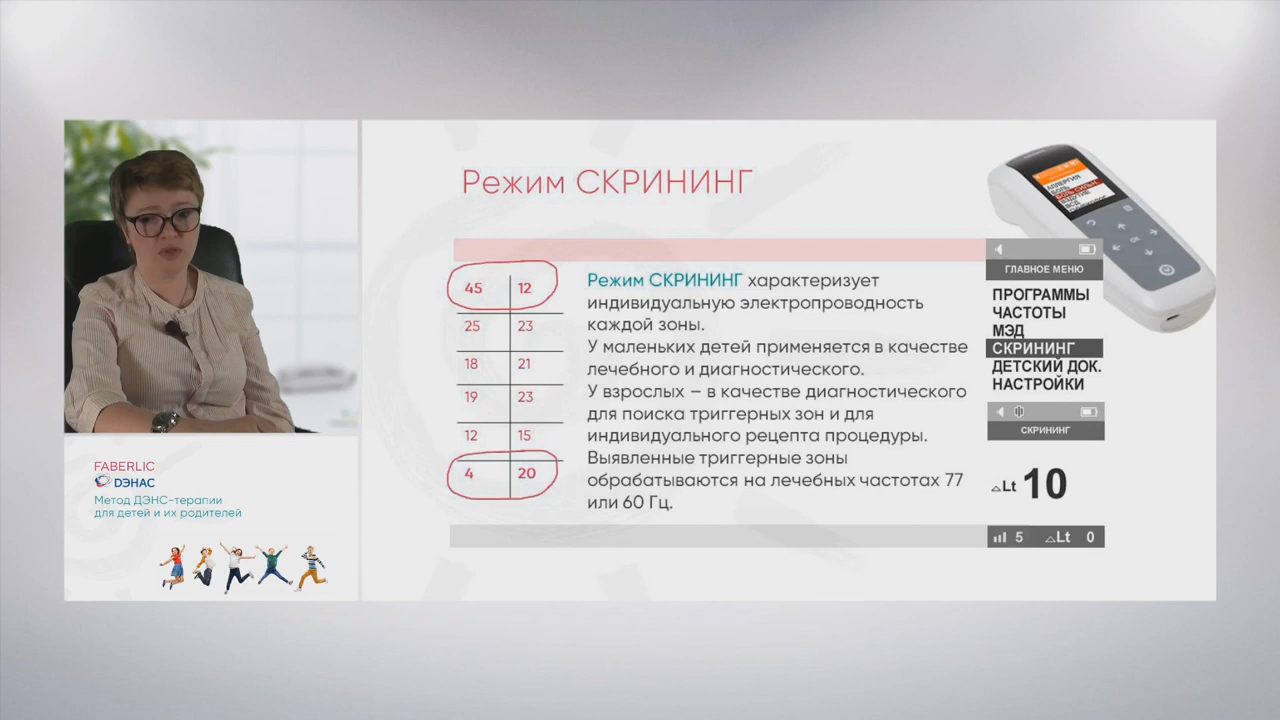 Режим СКРИНИНГ
45 12
25 23
18 21
19 23
12 15
4 20
Режим СКРИНИНГ характеризует
индивидуальную электропроводность
каждой зоны.
У маленьких детей применяется в качестве
лечебного и диагностического.
У взрослых – в качестве диагностического
для поиска триггерных зон и для
индивидуального рецепта процедуры.
Выявленные триггерные зоны
обрабатываются на лечебных частотах 77
или 60 Гц.
АЛЛЕРГИЯ
БОЛЬ
ГЛАВНОЕ МЕНЮ
ПРОГРАММЫ
ЧАСТОТЫ
МЭД
СКРИНИНГ
ДЕТСКИЙ ДОК.
НАСТРОЙКИ
СКРИНИНГ
△Lt 10
5 △Lt 0
FABERLIC
DЭНАС
Метод ДЭНС-терапии
для детей и их родителей